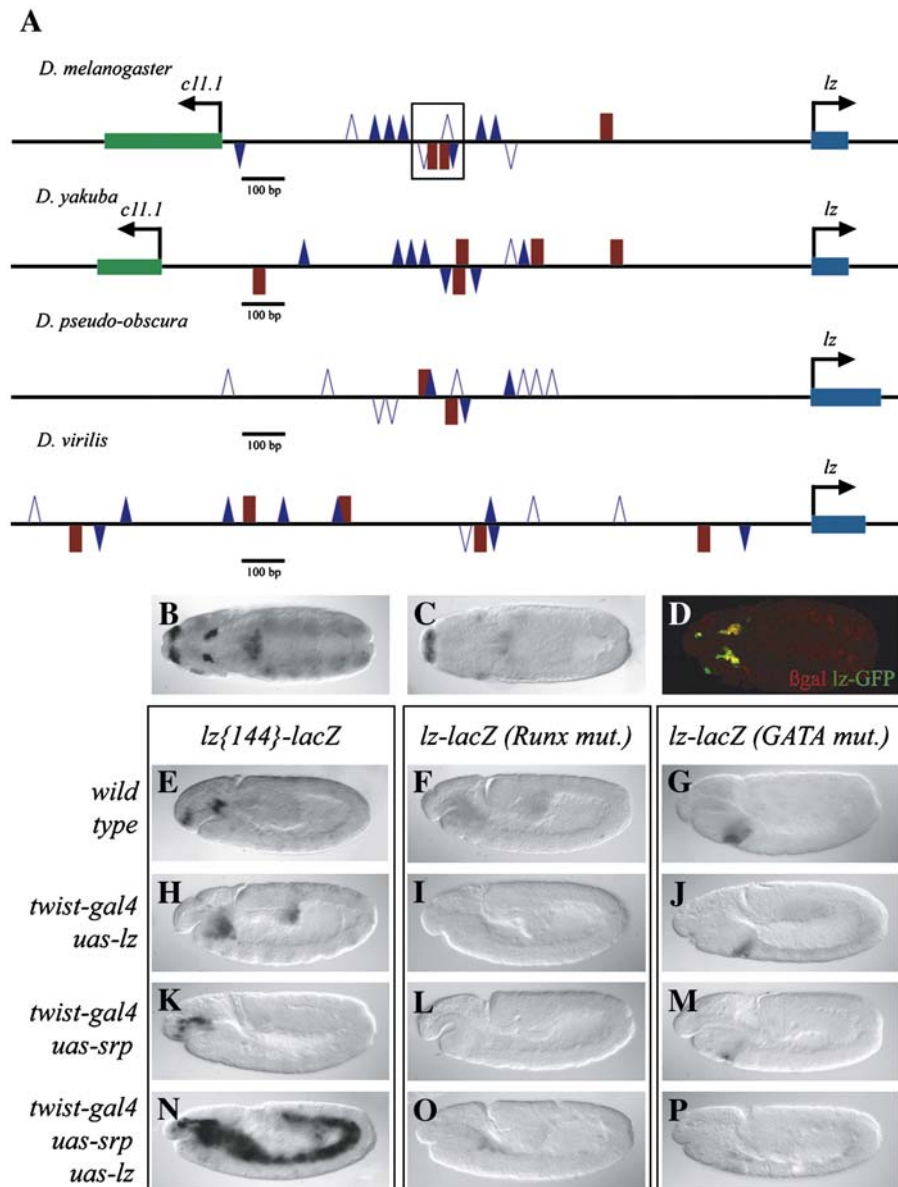 A
D. melanogaster
c11.1
lz
100 bp
D. yakuba
c11.1
lz
100 bp
D. pseudo-obscura
lz
100 bp
D. virilis
lz
100 bp
B
C
D
βgal lz-GFP
lz{144}-lacZ
lz-lacZ (Runx mut.)
lz-lacZ (GATA mut.)
wild
type
E
F
G
twist-gal4
uas-lz
H
I
J
twist-gal4
uas-srp
K
L
M
twist-gal4
uas-srp
uas-lz
N
O
P